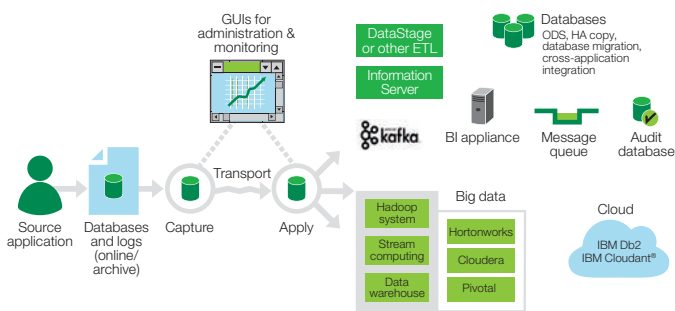 GUIs for
administration &
monitoring
DataStage
or other ETL
Information
Server
kafka
Databases
ODS, HA copy,
database migration,
cross-application
integration
BI appliance
Message
queue
Audit
database
Source
application
Databases
and logs
(online/
archive)
Capture
Transport
Apply
Hadoop
system
Stream
computing
Data
warehouse
Big data
Hortonworks
Cloudera
Pivotal
Cloud
IBM Db2
IBM Cloudant®